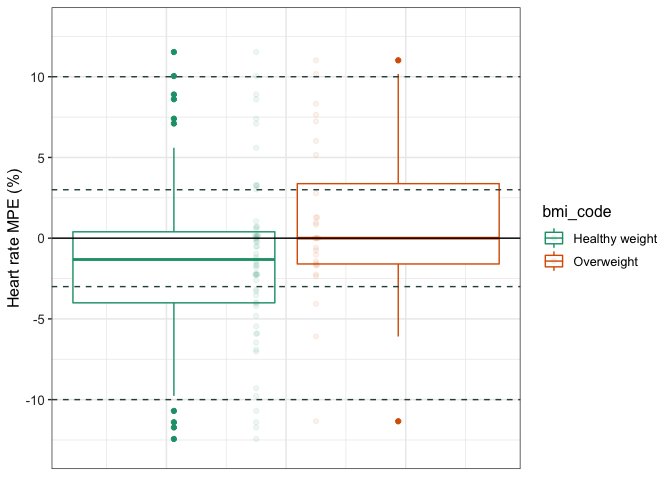 Heart rate MPE (%)
10
5
0
-5
-10
bmi_code
Healthy weight
Overweight